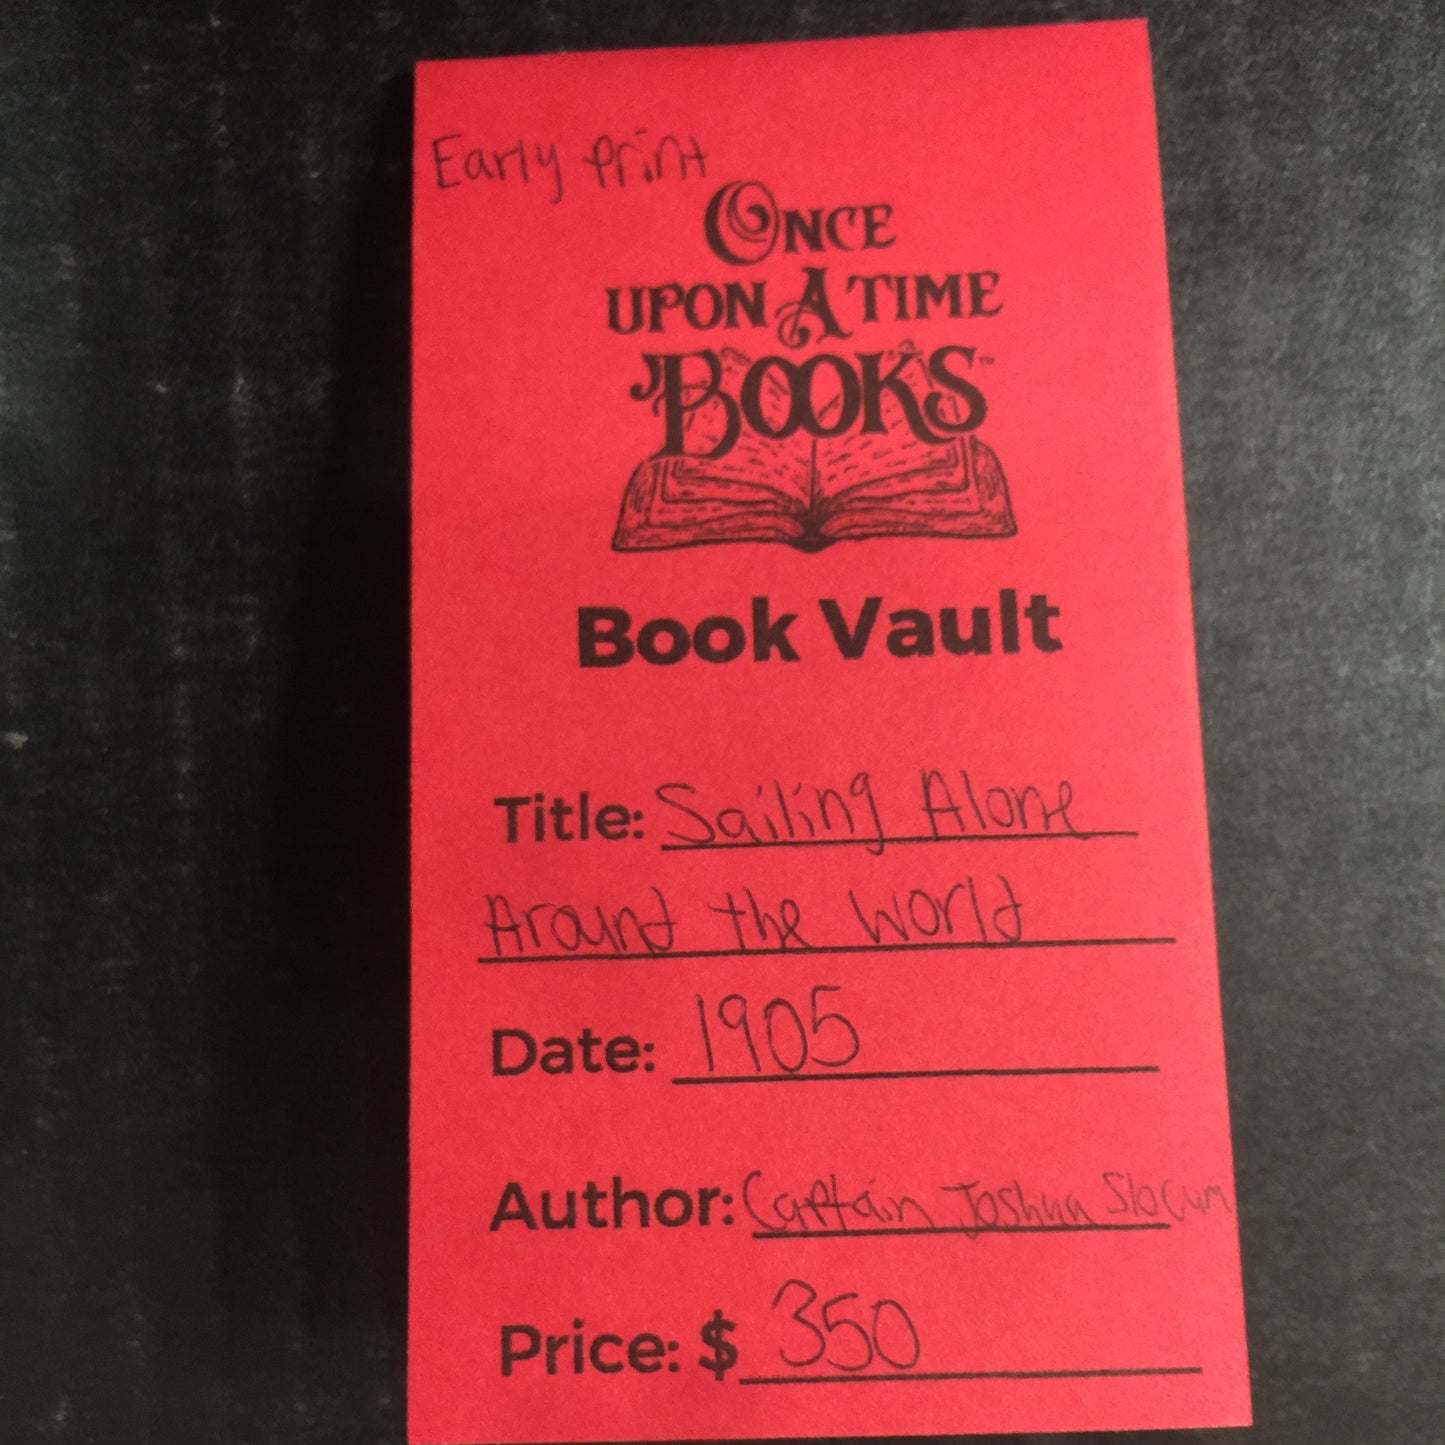 Early Print
ONCE
UPON A TIME
BOOKS™
Book Vault
Title: Sailing Alone
Around the World
Date: 1905
Author: Captain Joshua Slocum
Price: $ 350